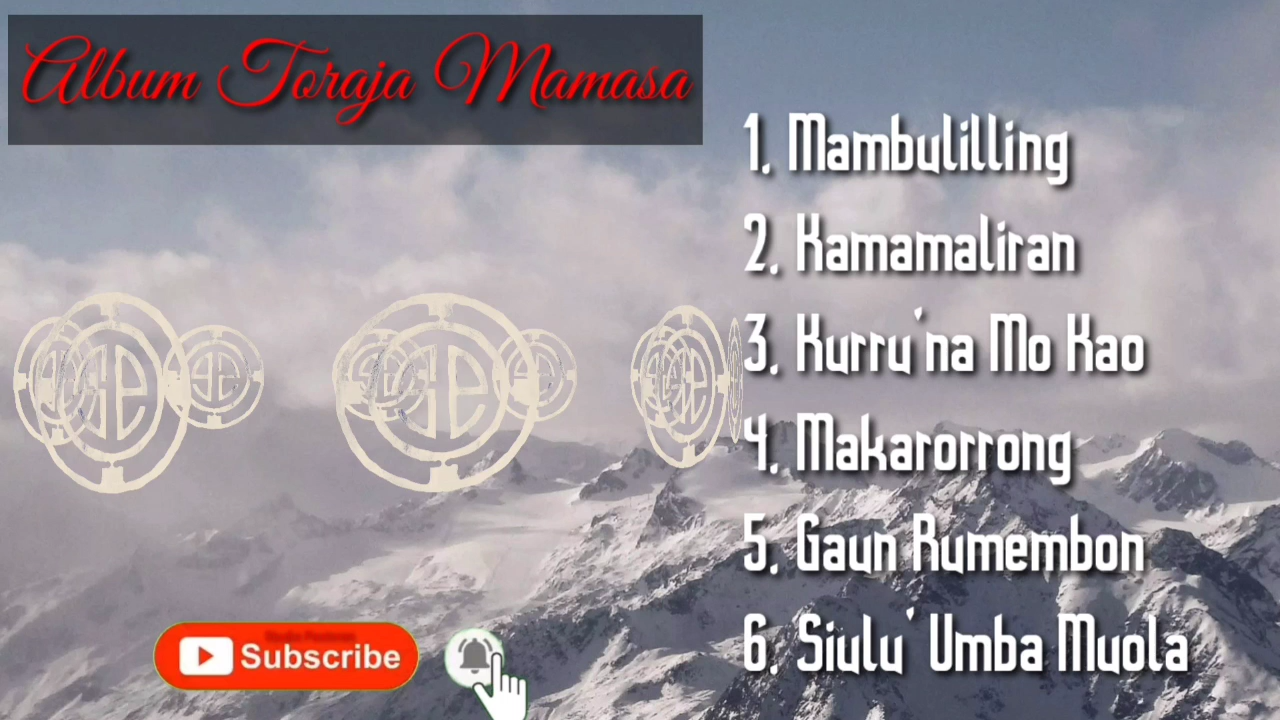 Album Toraja Mamasa
1. Mambulilling
2. Kamamaliran
3. Kurru'na Mo Kao
4. Makarorrong
5. Gaun Rumembon
6. Siulu' Umba Muola
Subscribe